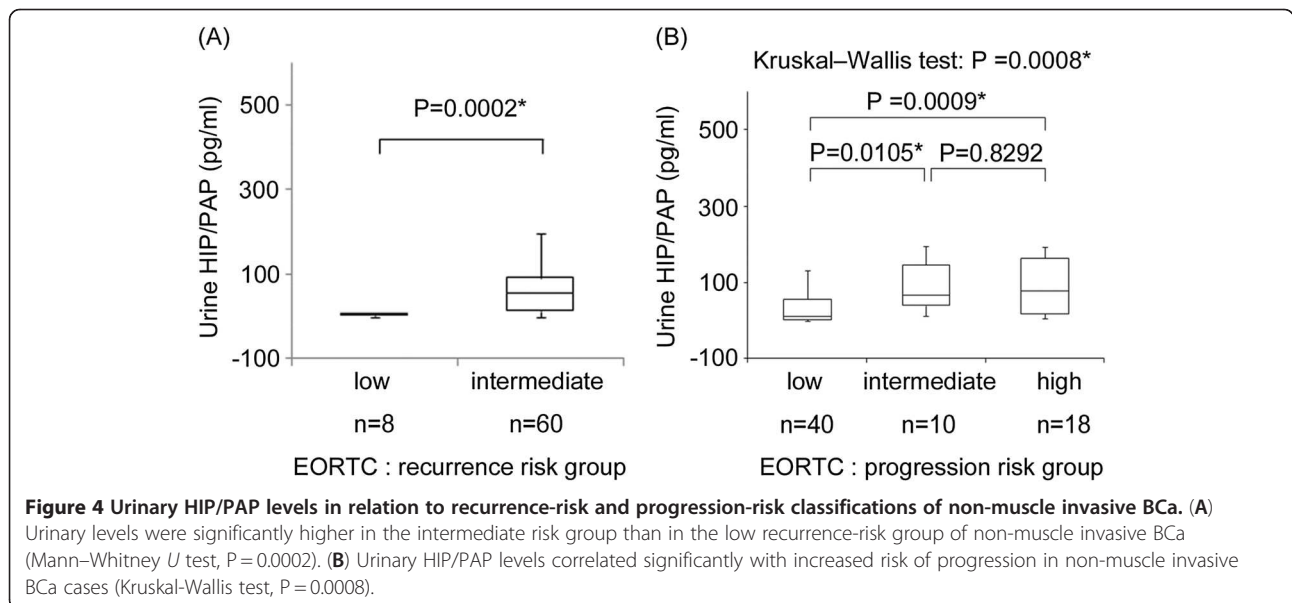 (A)
P=0.0002*
Urine HIP/PAP (pg/ml)
500
300
100
-100
low intermediate
n=8 n=60
EORTC : recurrence risk group
(B)
Kruskal–Wallis test: P =0.0008*
P =0.0009*
P=0.0105* P=0.8292
Urine HIP/PAP (pg/ml)
500
300
100
-100
low intermediate high
n=40 n=10 n=18
EORTC : progression risk group
Figure 4 Urinary HIP/PAP levels in relation to recurrence-risk and progression-risk classifications of non-muscle invasive BCa. (A)
Urinary levels were significantly higher in the intermediate risk group than in the low recurrence-risk group of non-muscle invasive BCa
(Mann–Whitney U test, P = 0.0002). (B) Urinary HIP/PAP levels correlated significantly with increased risk of progression in non-muscle invasive
BCa cases (Kruskal-Wallis test, P = 0.0008).